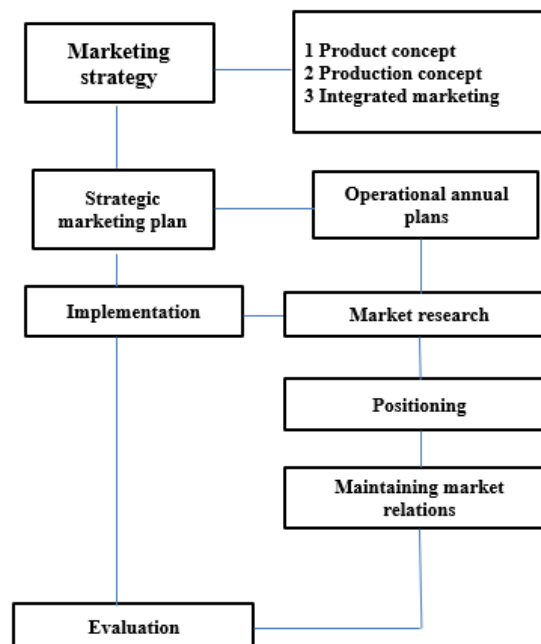 Marketing
strategy
1 Product concept
2 Production concept
3 Integrated marketing
Strategic
marketing plan
Operational annual
plans
Implementation
Market research
Positioning
Maintaining market
relations
Evaluation